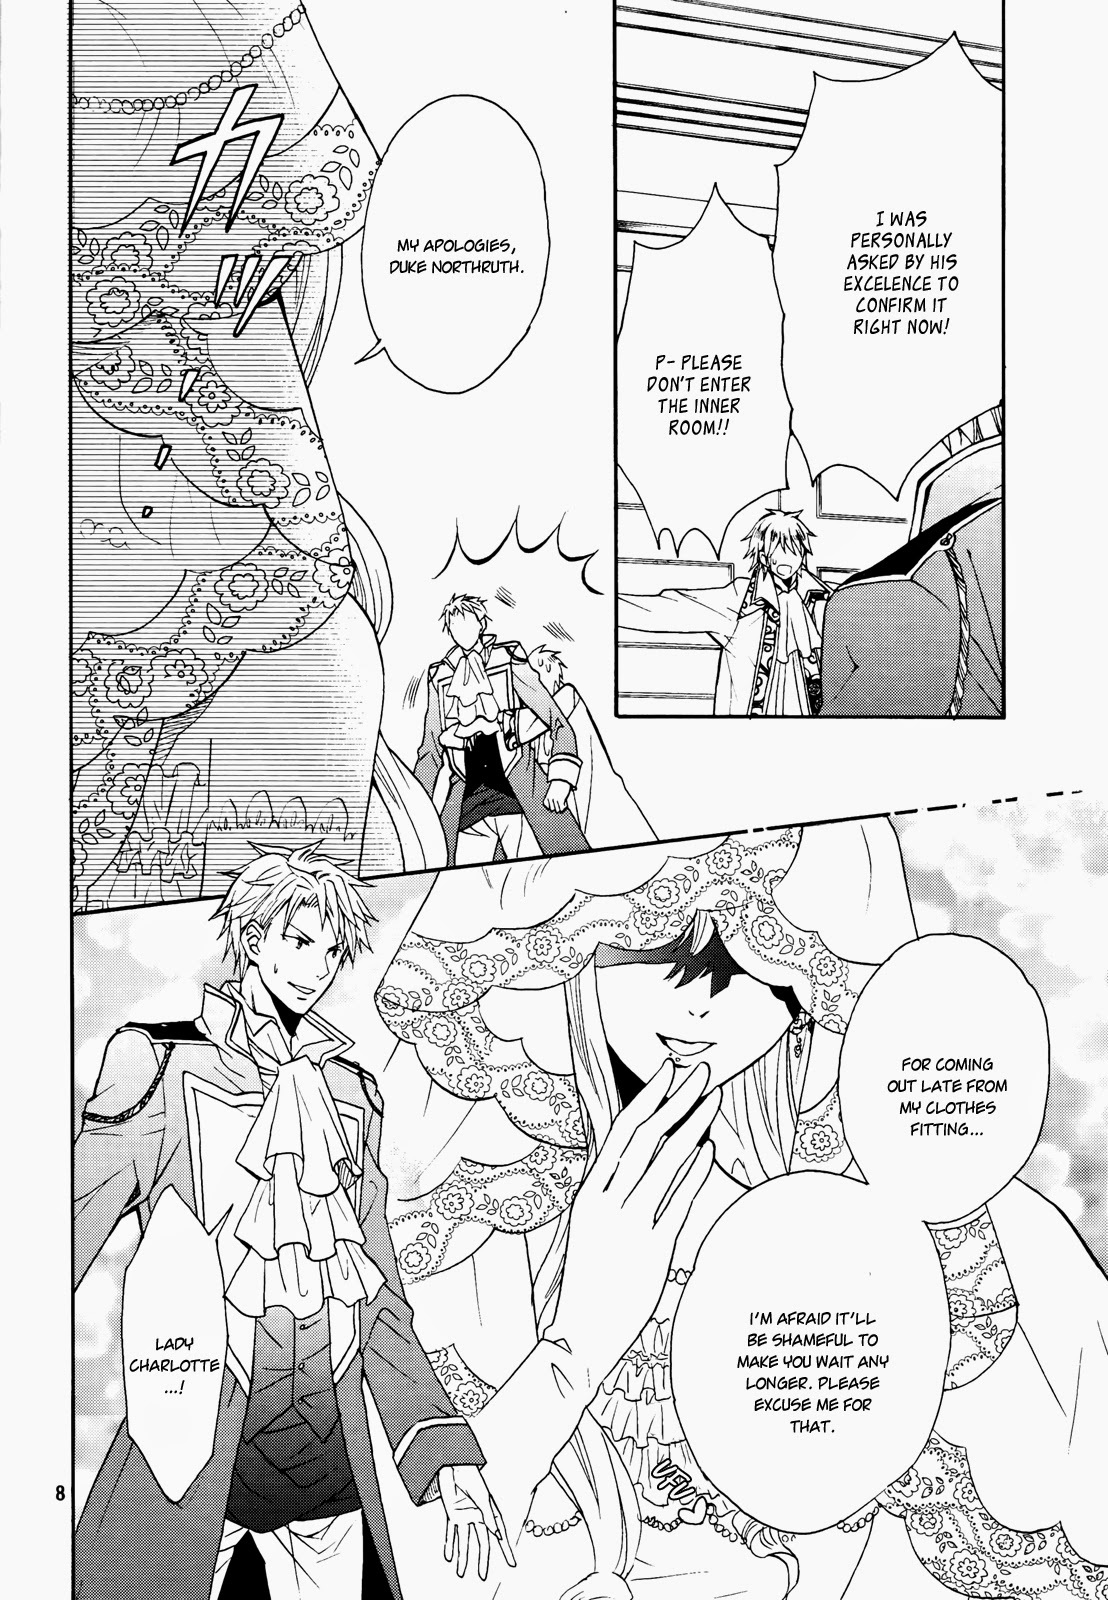 I WAS
PERSONALLY
ASKED BY HIS
EXCELENCE TO
CONFIRM IT
RIGHT NOW!
P- PLEASE
DON'T ENTER
THE INNER
ROOM!!
MY APOLOGIES,
DUKE NORTHRUTH.
カッ
FOR COMING
OUT LATE FROM
MY CLOTHES
FITTING...
I'M AFRAID IT'LL
BE SHAMEFUL TO
MAKE YOU WAIT ANY
LONGER. PLEASE
EXCUSE ME FOR
THAT.
UFU
LADY
CHARLOTTE
...!
8